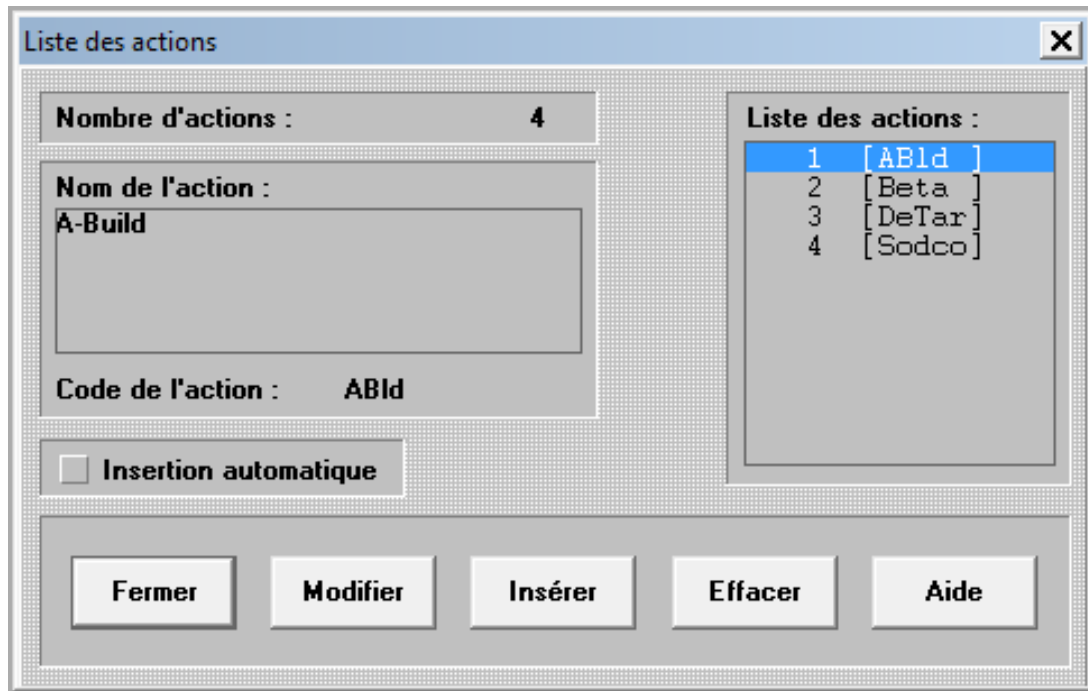 Liste des actions
Nombre d'actions : 4
Nom de l'action :
A-Build
Code de l'action : ABld
Insertion automatique
Liste des actions :
1 [ABld ]
2 [Beta ]
3 [DeTar]
4 [Sodco]
Fermer Modifier Insérer Effacer Aide